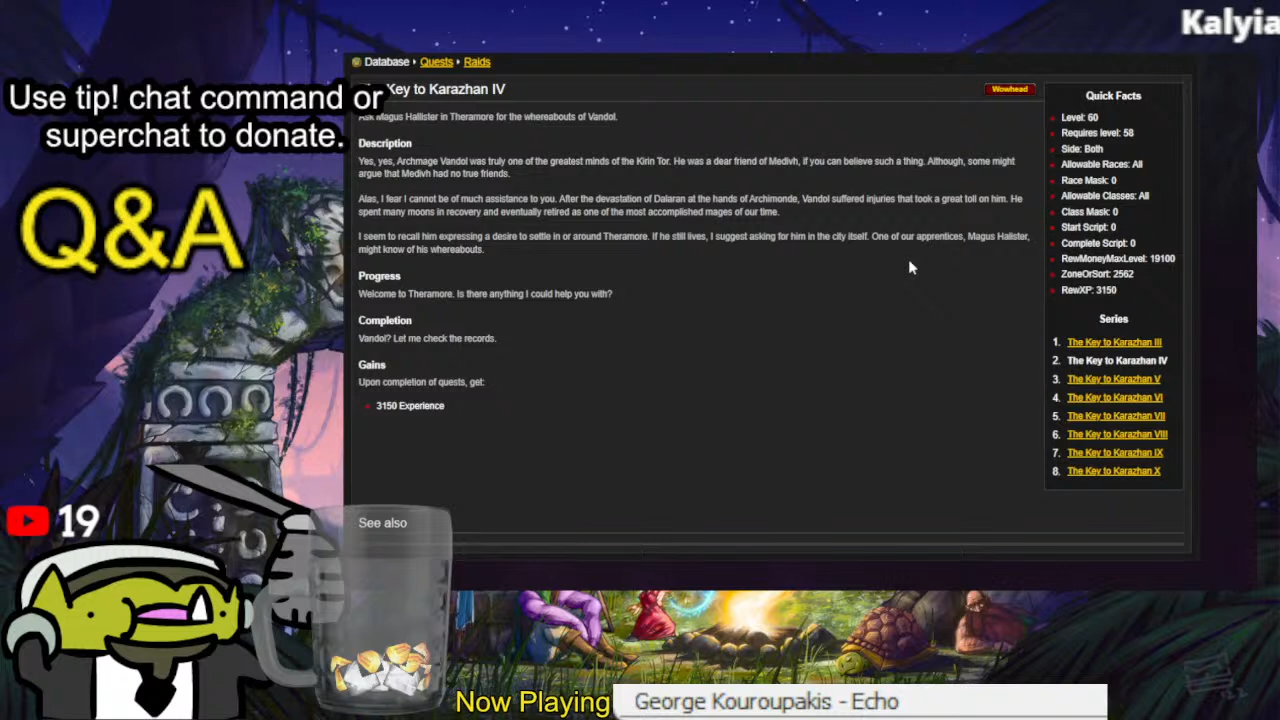 Kalyia
Database › Quests › Raids
Use tip! chat command or
superchat to donate.
Q&A
Key to Karazhan IV
Wowhead
Ask Magus Hallister in Theramore for the whereabouts of Vandol.
Description
Yes, yes, Archmage Vandol was truly one of the greatest minds of the Kirin Tor. He was a dear friend of Medivh, if you can believe such a thing. Although, some might
argue that Medivh had no true friends.
Alas, I fear I cannot be of much assistance to you. After the devastation of Dalaran at the hands of Archimonde, Vandol suffered injuries that took a great toll on him. He
spent many moons in recovery and eventually retired as one of the most accomplished mages of our time.
I seem to recall him expressing a desire to settle in or around Theramore. If he still lives, I suggest asking for him in the city itself. One of our apprentices, Magus Halister,
might know of his whereabouts.
Progress
Welcome to Theramore. Is there anything I could help you with?
Completion
Vandol? Let me check the records.
Gains
Upon completion of quests, get:
3150 Experience
See also
Quick Facts
Level: 60
Requires level: 58
Side: Both
Allowable Races: All
Race Mask: 0
Allowable Classes: All
Class Mask: 0
Start Script: 0
Complete Script: 0
RewMoneyMaxLevel: 19100
ZoneOrSort: 2562
RewXP: 3150
Series
1. The Key to Karazhan III
2. The Key to Karazhan IV
3. The Key to Karazhan V
4. The Key to Karazhan VI
5. The Key to Karazhan VII
6. The Key to Karazhan VIII
7. The Key to Karazhan IX
8. The Key to Karazhan X
19
Now Playing
George Kouroupakis - Echo